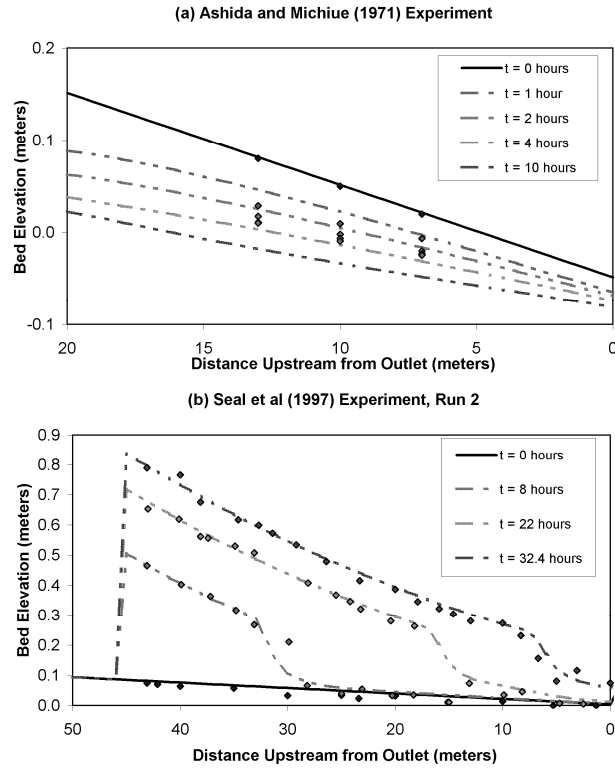 (a) Ashida and Michiue (1971) Experiment
0.2
0.1
0.0
-0.1
Bed Elevation (meters)
t = 0 hours
t = 1 hour
t = 2 hours
t = 4 hours
t = 10 hours
20 15 10 5 0
Distance Upstream from Outlet (meters)
(b) Seal et al (1997) Experiment, Run 2
0.9
0.8
0.7
0.6
0.5
0.4
0.3
0.2
0.1
0.0
Bed Elevation (meters)
t = 0 hours
t = 8 hours
t = 22 hours
t = 32.4 hours
50 40 30 20 10 0
Distance Upstream from Outlet (meters)